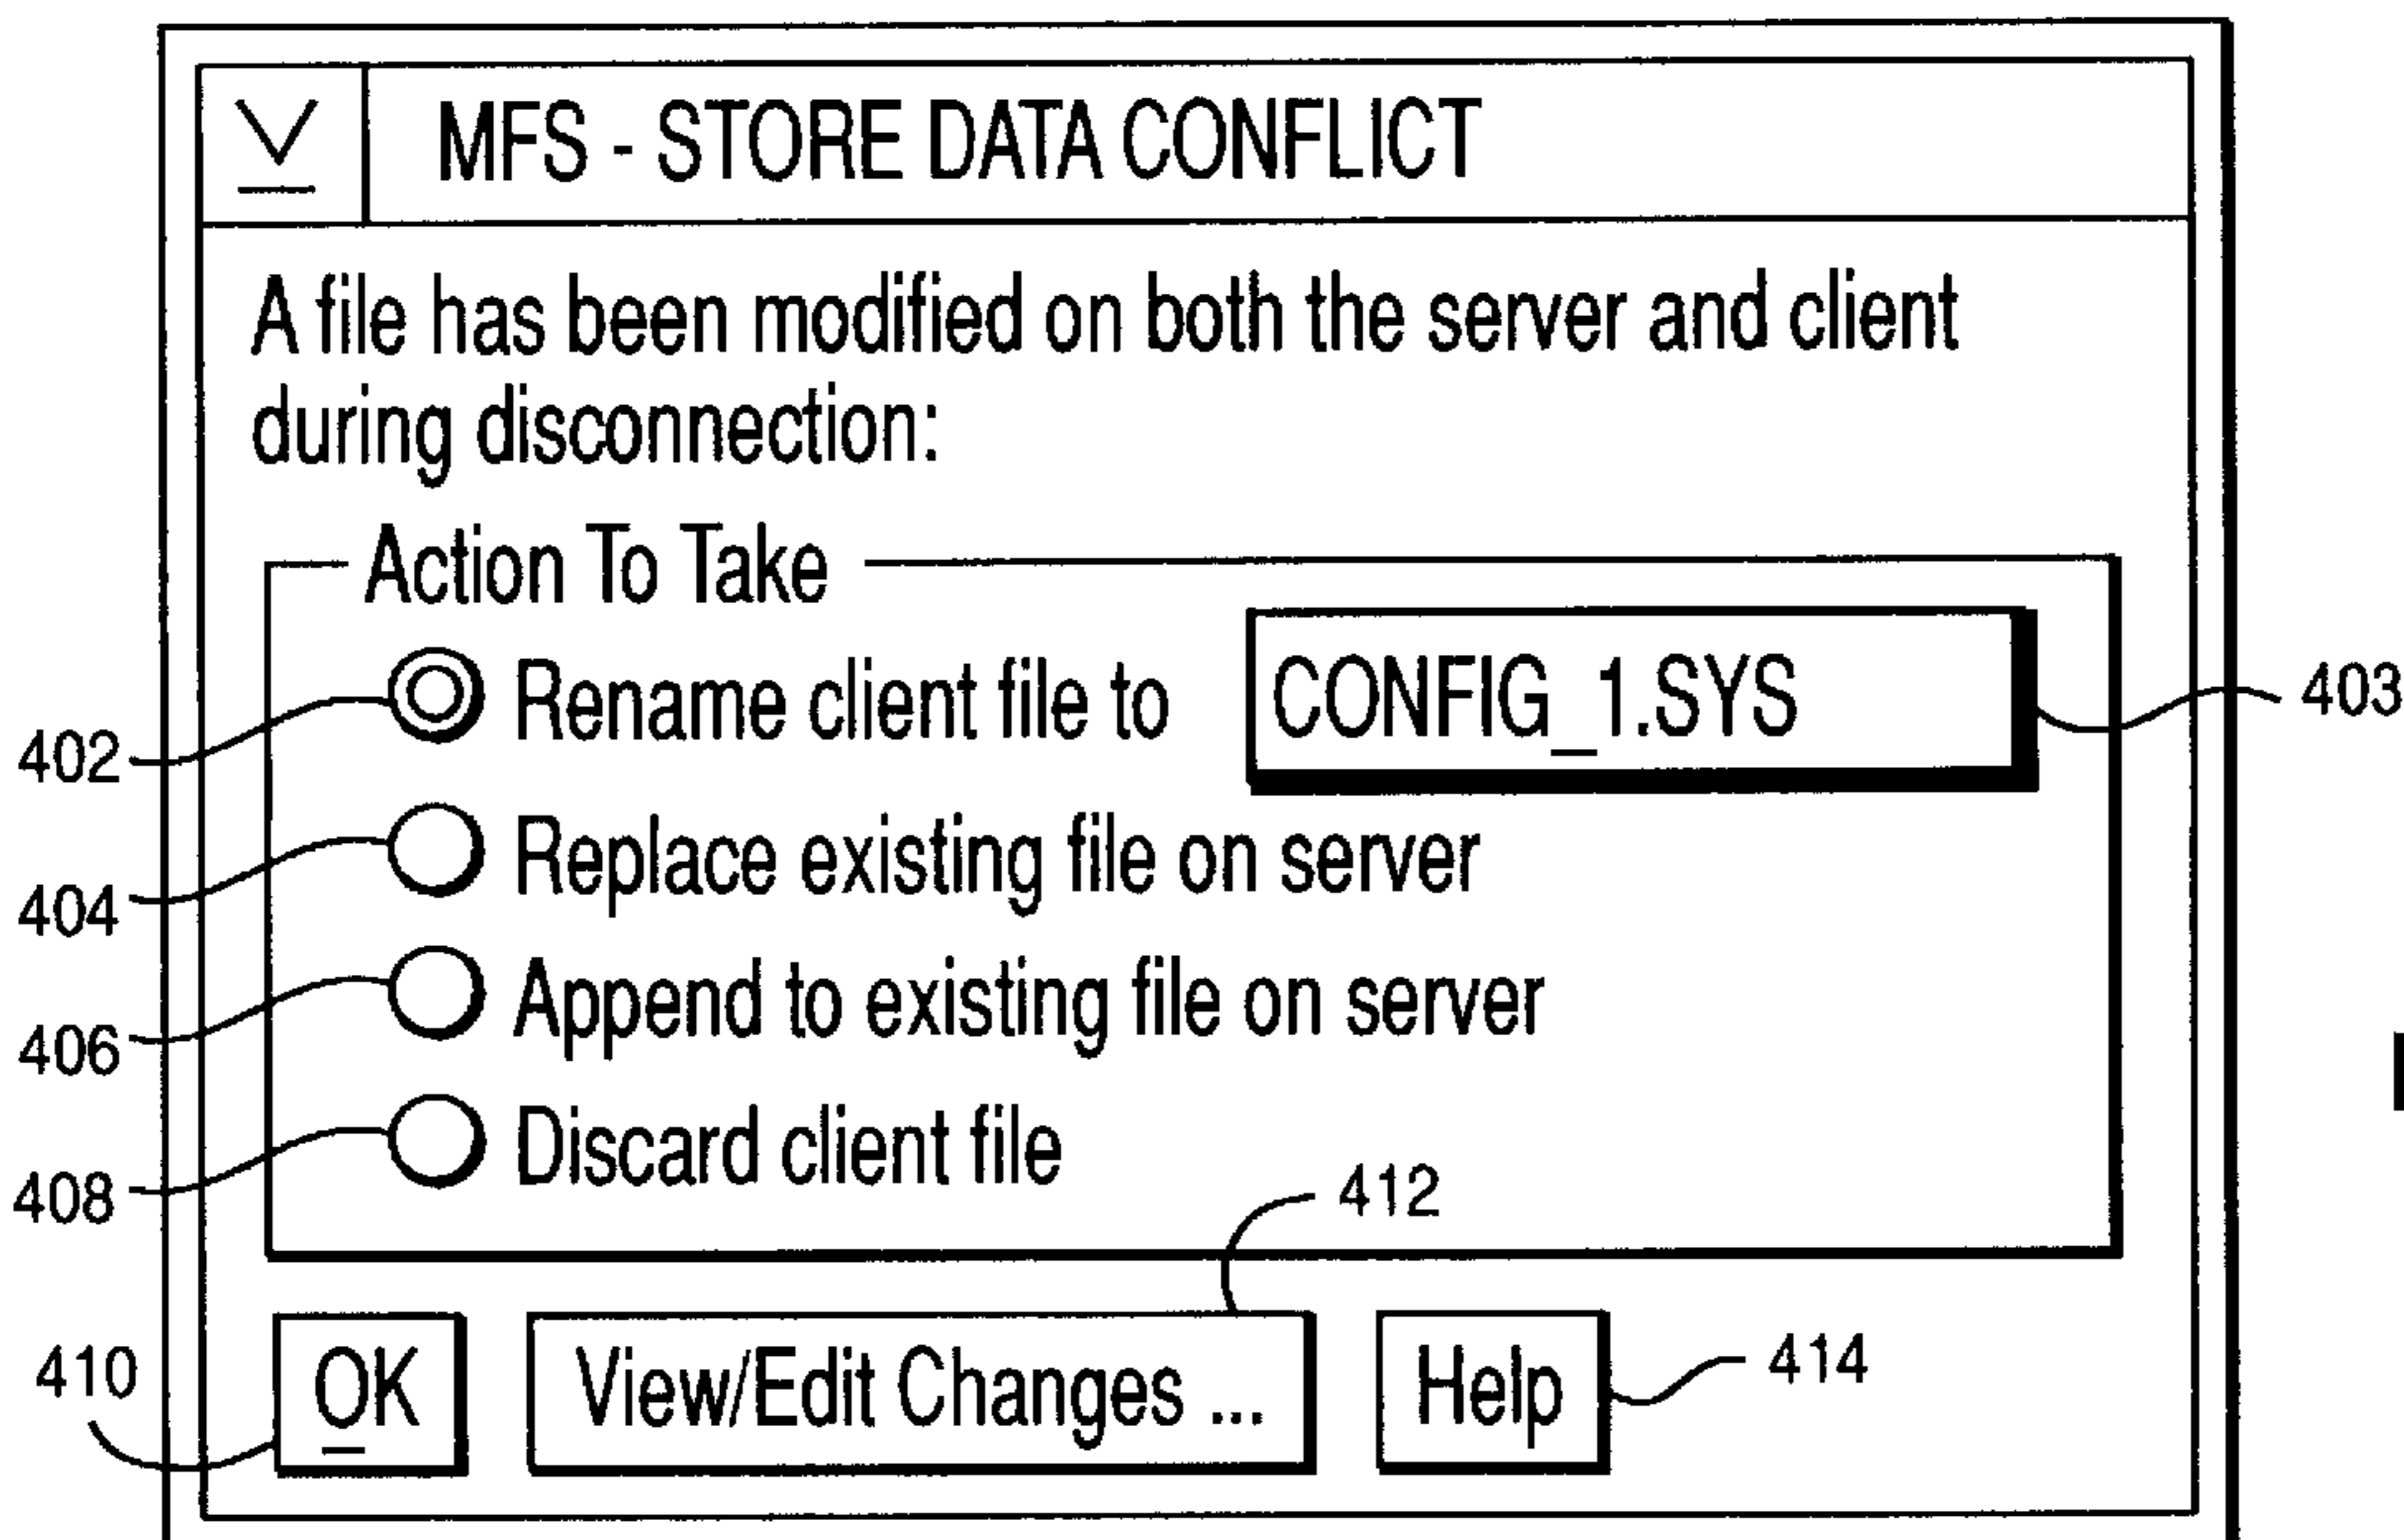 MFS - STORE DATA CONFLICT
A file has been modified on both the server and client
during disconnection:
Action To Take
Rename client file to CONFIG_1.SYS
403
402
Replace existing file on server
404
Append to existing file on server
406
Discard client file
408
412
410
OK
View/Edit Changes ...
Help
414